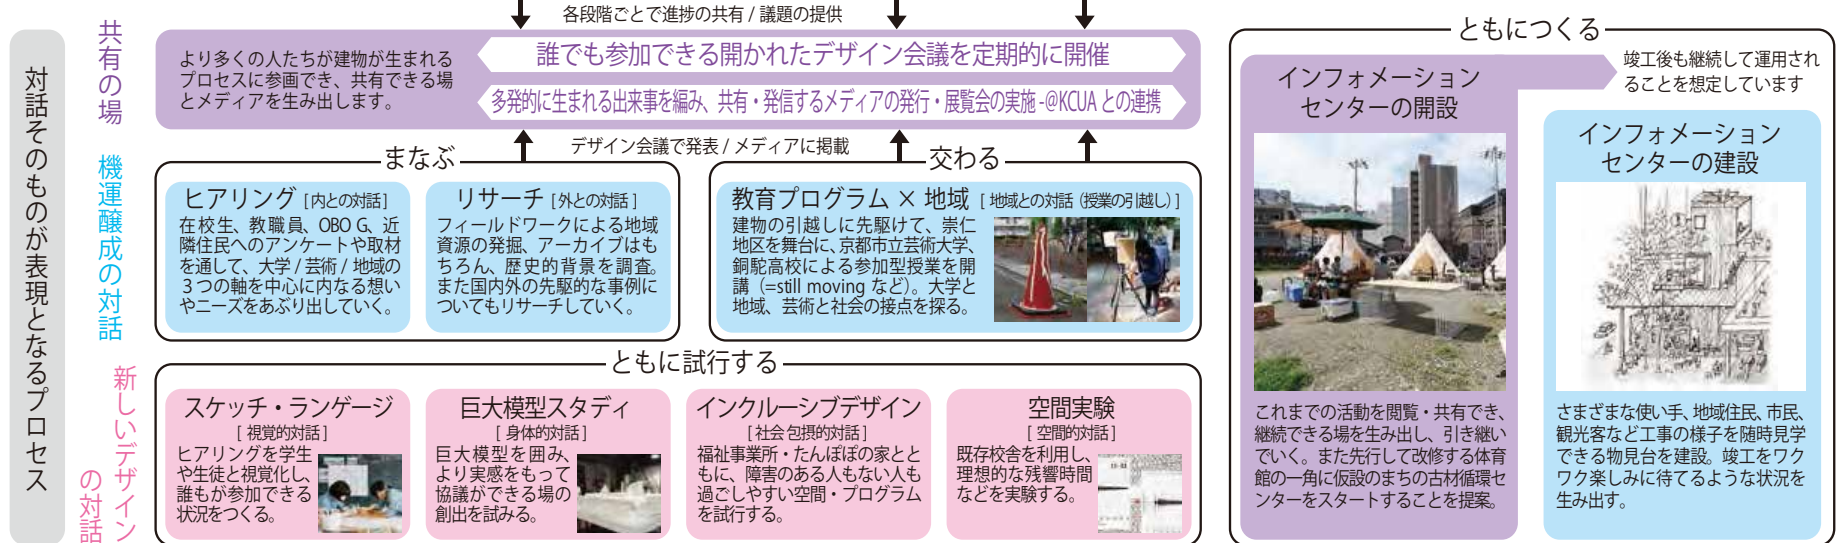 対話そのものが表現となるプロセス
共有の場
各段階ごとで進捗の共有 / 議題の提供
より多くの人たちが建物が生まれる
プロセスに参画でき、共有できる場
とメディアを生み出します。
誰でも参加できる開かれたデザイン会議を定期的に開催
多発的に生まれる出来事を編み、共有・発信するメディアの発行・展覧会の実施 -@KCUA との連携
デザイン会議で発表 / メディアに掲載
機運醸成の対話
まなぶ
ヒアリング [ 内との対話 ]
在校生、教職員、OBO G、近
隣住民へのアンケートや取材
を通して、大学 / 芸術 / 地域の
３つの軸を中心に内なる想い
やニーズをあぶり出していく。
リサーチ [ 外との対話 ]
フィールドワークによる地域
資源の発掘、アーカイブはも
ちろん、歴史的背景を調査。
また国内外の先駆的な事例に
ついてもリサーチしていく。
交わる
教育プログラム × 地域 [ 地域との対話（授業の引越し）]
建物の引越しに先駆けて、崇仁
地区を舞台に、京都市立芸術大学、
銅駝高校による参加型授業を開
講（=still moving など）。大学と
地域、芸術と社会の接点を探る。
新しいデザイン
の対話
ともに試行する
スケッチ・ランゲージ
[ 視覚的対話 ]
ヒアリングを学生
や生徒と視覚化し、
誰もが参加できる
状況をつくる。
巨大模型スタディ
[ 身体的対話 ]
巨大模型を囲み、
より実感をもって
協議ができる場の
創出を試みる。
インクルーシブデザイン
[ 社会包摂的対話 ]
福祉事業所・たんぽぽの家とと
もに、障害のある人もない人も
過ごしやすい空間・プログラム
を試行する。
空間実験
[ 空間的対話 ]
既存校舎を利用し、
理想的な残響時間
などを実験する。
ともにつくる
インフォメーション
センターの開設
竣工後も継続して運用され
ることを想定しています
これまでの活動を閲覧・共有でき、
継続できる場を生み出し、引き継い
でいく。また先行して改修する体育
館の一角に仮設のまちの古材循環セ
ンターをスタートすることを提案。
インフォメーション
センターの建設
さまざまな使い手、地域住民、市民、
観光客など工事の様子を随時見学
できる物見台を建設。竣工をワク
ワク楽しみに待てるような状況を
生み出す。